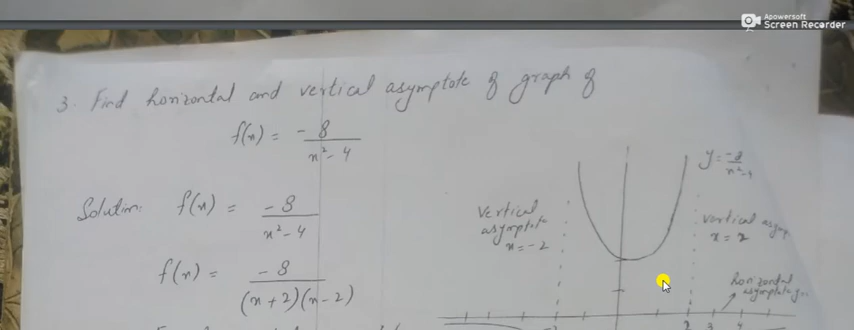 Apowersoft
Screen Recorder
3. Find horizontal and vertical asymptote of graph of
f(x) = -8/(x²-4)
Solution: f(x) = -8/(x²-4)
f(x) = -8/((x+2)(x-2))
y = -8/(x²-4)
vertical
asymptote
x = -2
vertical asymp
x = 2
horizontal
asymptote y=
2 3